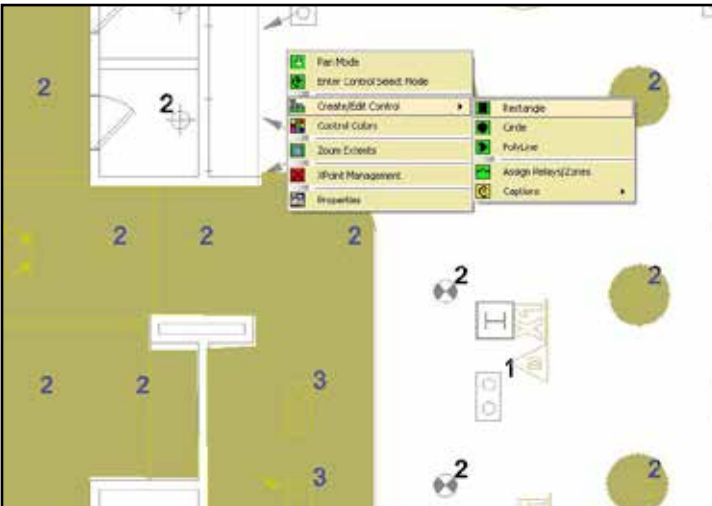 2
2
2
Pan Mode
Enter Control Select Mode
Create/Edit Control
Control Colors
Zoom Extents
XPoint Management
Properties
Rectangle
Circle
PolyLine
Assign Relays/Zones
Captions
2
2
2
2
2
1
2
2
3
3
2
2